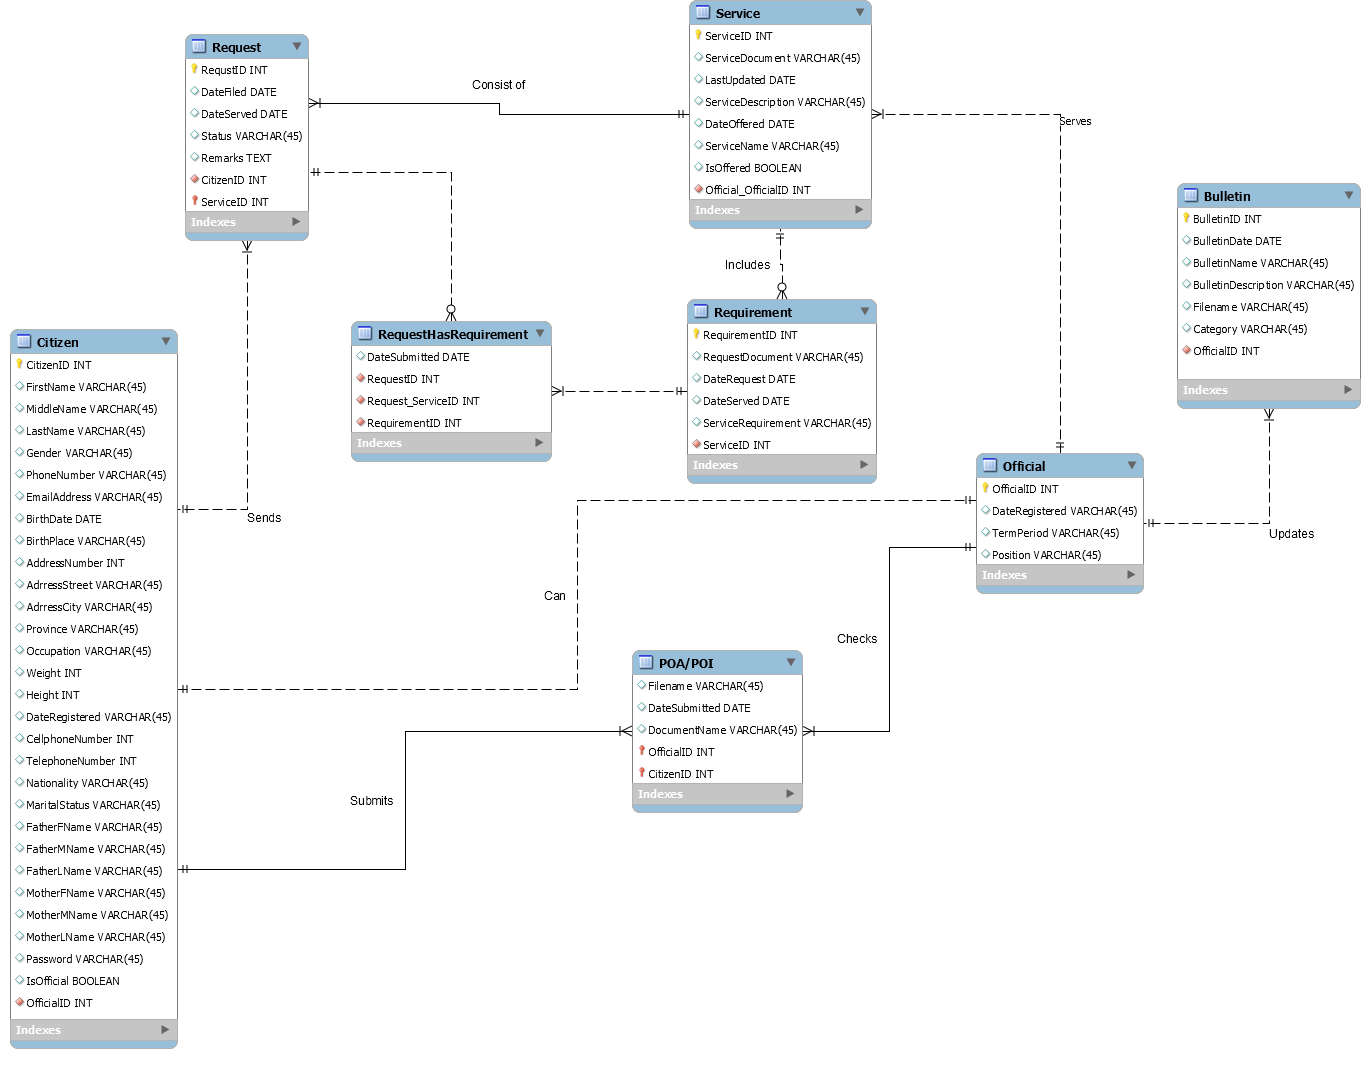 Service
ServiceID INT
ServiceDocument VARCHAR(45)
LastUpdated DATE
ServiceDescription VARCHAR(45)
DateOffered DATE
ServiceName VARCHAR(45)
IsOffered BOOLEAN
Official_OfficialID INT
Indexes
Request
RequstID INT
DateFiled DATE
DateServed DATE
Status VARCHAR(45)
Remarks TEXT
CitizenID INT
ServiceID INT
Indexes
Consist of
Serves
Bulletin
BulletinID INT
BulletinDate DATE
BulletinName VARCHAR(45)
BulletinDescription VARCHAR(45)
Filename VARCHAR(45)
Category VARCHAR(45)
OfficialID INT
Indexes
Includes
RequestHasRequirement
DateSubmitted DATE
RequestID INT
Request_ServiceID INT
RequirementID INT
Indexes
Requirement
RequirementID INT
RequestDocument VARCHAR(45)
DateRequest DATE
DateServed DATE
ServiceRequirement VARCHAR(45)
ServiceID INT
Indexes
Citizen
CitizenID INT
FirstName VARCHAR(45)
MiddleName VARCHAR(45)
LastName VARCHAR(45)
Gender VARCHAR(45)
PhoneNumber VARCHAR(45)
EmailAddress VARCHAR(45)
BirthDate DATE
BirthPlace VARCHAR(45)
AddressNumber INT
AdrressStreet VARCHAR(45)
AdrressCity VARCHAR(45)
Province VARCHAR(45)
Occupation VARCHAR(45)
Weight INT
Height INT
DateRegistered VARCHAR(45)
CellphoneNumber INT
TelephoneNumber INT
Nationality VARCHAR(45)
MaritalStatus VARCHAR(45)
FatherFName VARCHAR(45)
FatherMName VARCHAR(45)
FatherLName VARCHAR(45)
MotherFName VARCHAR(45)
MotherMName VARCHAR(45)
MotherLName VARCHAR(45)
Password VARCHAR(45)
IsOfficial BOOLEAN
OfficialID INT
Indexes
Sends
Official
OfficialID INT
DateRegistered VARCHAR(45)
TermPeriod VARCHAR(45)
Position VARCHAR(45)
Indexes
Updates
Can
Checks
POA/POI
Filename VARCHAR(45)
DateSubmitted DATE
DocumentName VARCHAR(45)
OfficialID INT
CitizenID INT
Indexes
Submits